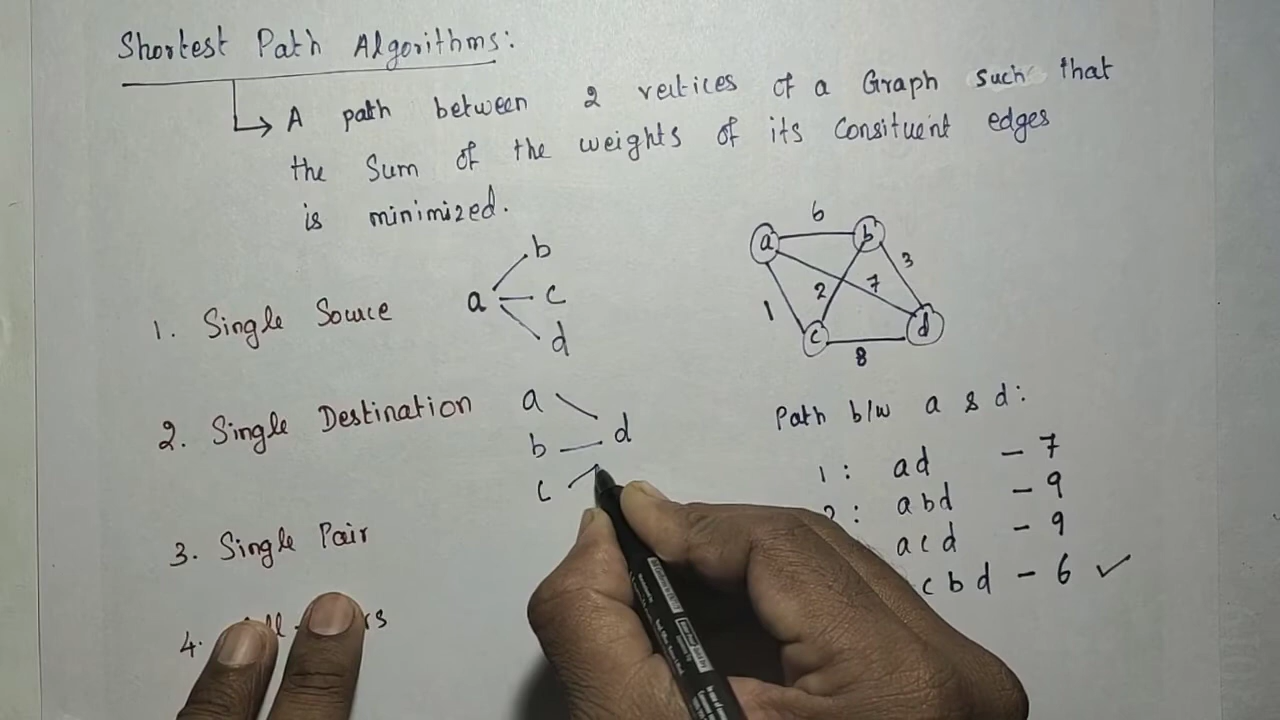 Shortest Path Algorithms:
A path between 2 vertices of a Graph such that
the Sum of the weights of its Consituent edges
is minimized.
1. Single Source
a
b
c
d
2. Single Destination
a
b
c
d
3. Single Pair
4.
a
6
b
1
2
7
3
c
8
d
Path b/w a & d:
1: ad - 7
2: abd - 9
acd - 9
cbd - 6 ✓